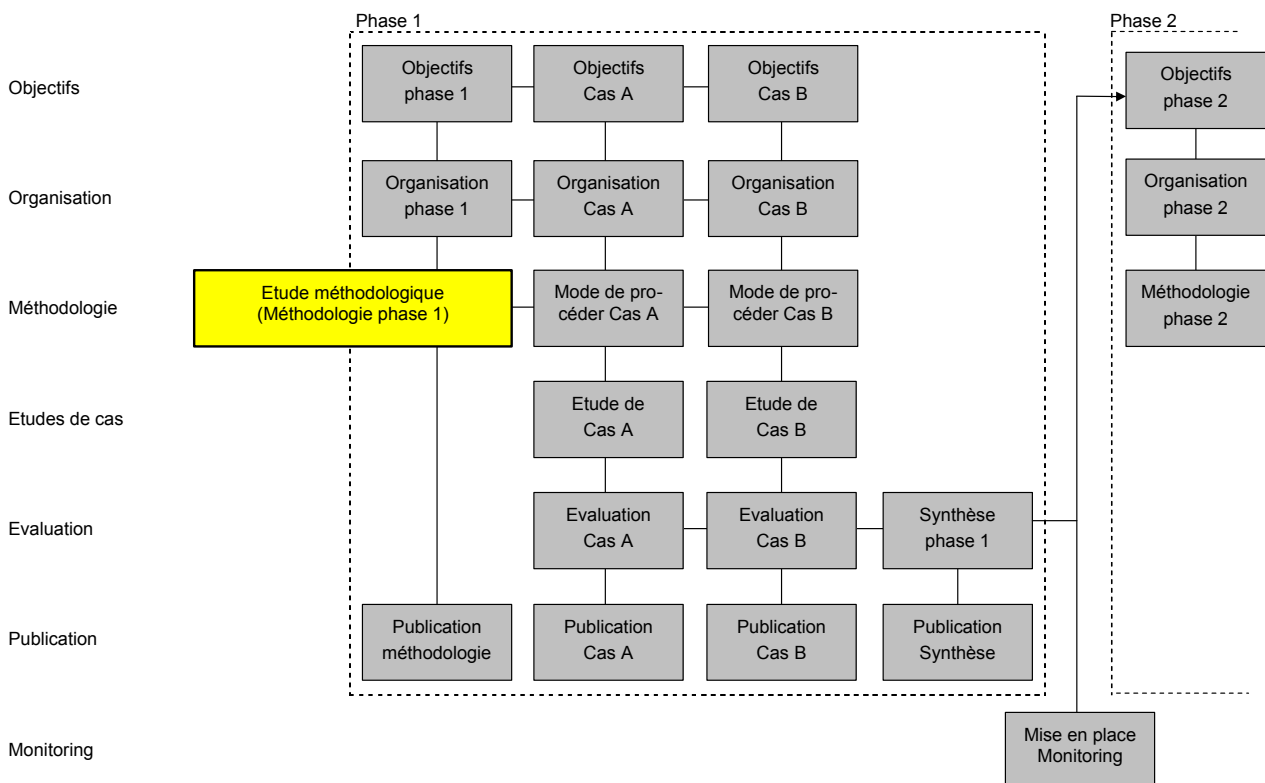 Phase 1
Phase 2
Objectifs
Objectifs
phase 1
Objectifs
Cas A
Objectifs
Cas B
Objectifs
phase 2
Organisation
Organisation
phase 1
Organisation
Cas A
Organisation
Cas B
Organisation
phase 2
Méthodologie
Etude méthodologique
(Méthodologie phase 1)
Mode de pro-
céder Cas A
Mode de pro-
céder Cas B
Méthodologie
phase 2
Etudes de cas
Etude de
Cas A
Etude de
Cas B
Evaluation
Evaluation
Cas A
Evaluation
Cas B
Synthèse
phase 1
Publication
Publication
méthodologie
Publication
Cas A
Publication
Cas B
Publication
Synthèse
Monitoring
Mise en place
Monitoring